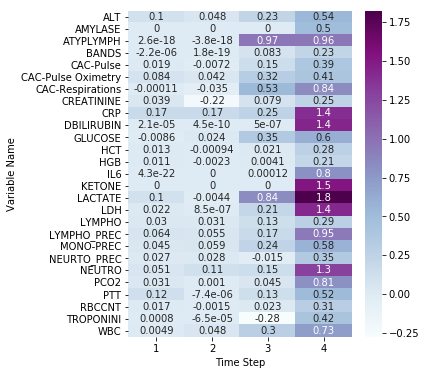 ALT 0.1 0.048 0.23 0.54
AMYLASE 0 0 0 0.5
ATYPLYMPH 2.6e-18 -3.8e-18 0.97 0.96
BANDS -2.2e-06 1.8e-19 0.083 0.23
CAC-Pulse 0.019 -0.0072 0.15 0.39
CAC-Pulse Oximetry 0.084 0.042 0.32 0.41
CAC-Respirations -0.00011 -0.035 0.53 0.84
CREATININE 0.039 -0.22 0.079 0.25
CRP 0.17 0.17 0.25 1.4
DBILIRUBIN 2.1e-05 4.5e-10 5e-07 1.4
GLUCOSE -0.0086 0.024 0.35 0.6
HCT 0.013 -0.00094 0.021 0.28
HGB 0.011 -0.0023 0.0041 0.21
IL6 4.3e-22 0 0.00012 0.8
KETONE 0 0 0 1.5
LACTATE 0.1 -0.0044 0.84 1.8
LDH 0.022 8.5e-07 0.21 1.4
LYMPHO 0.03 0.031 0.13 0.29
LYMPHO_PREC 0.064 0.055 0.17 0.95
MONO-PREC 0.045 0.059 0.24 0.58
NEURTO_PREC 0.027 0.028 -0.015 0.35
NEUTRO 0.051 0.11 0.15 1.3
PCO2 0.031 0.001 0.045 0.81
PTT 0.12 -7.4e-06 0.13 0.52
RBCCNT 0.017 -0.0015 0.023 0.31
TROPONINI 0.0008 -6.5e-05 -0.28 0.42
WBC 0.0049 0.048 0.3 0.73
1 2 3 4
Time Step
Variable Name
1.75
1.50
1.25
1.00
0.75
0.50
0.25
0.00
-0.25